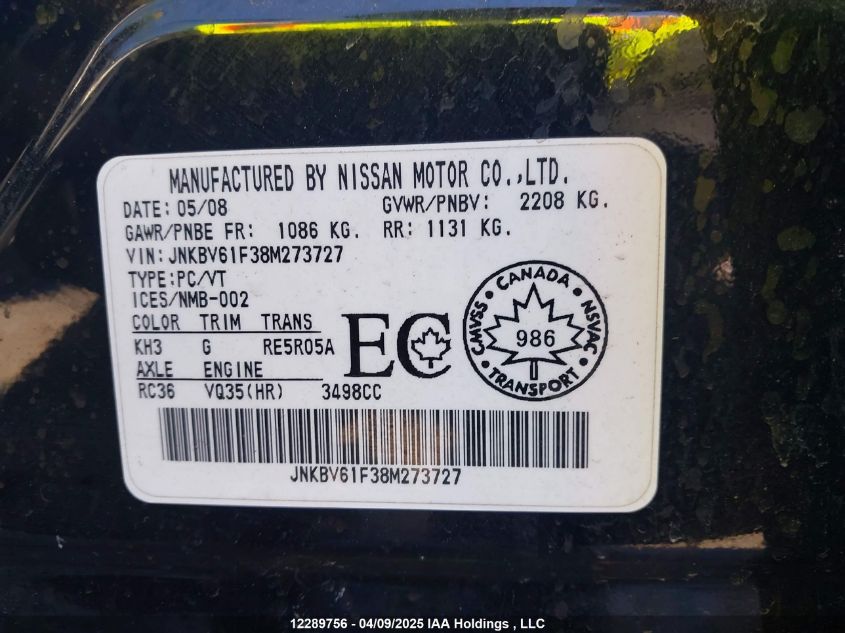 MANUFACTURED BY NISSAN MOTOR CO.,LTD.
DATE: 05/08 GVWR/PNBV: 2208 KG.
GAWR/PNBE FR: 1086 KG. RR: 1131 KG.
VIN: JNKBV61F38M273727
TYPE:PC/VT
ICES/NMB-002
COLOR TRIM TRANS
KH3 G RE5R05A
AXLE ENGINE
RC36 VQ35(HR) 3498CC
EC
CANADA
CMVSS • NSVAC
986
TRANSPORT
JNKBV61F38M273727
12289756 - 04/09/2025 IAA Holdings , LLC